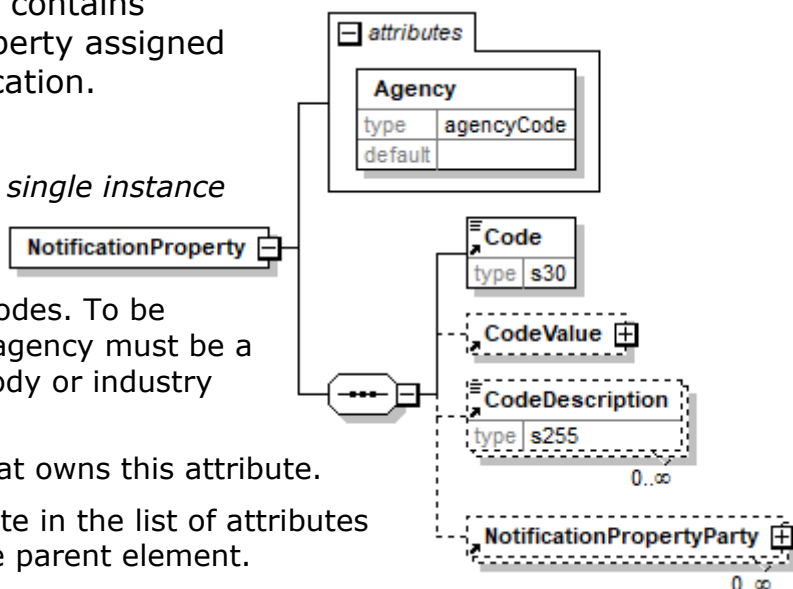 contains
perty assigned
cation.
single instance
odes. To be
agency must be a
ody or industry
at owns this attribute.
te in the list of attributes
e parent element.
attributes
Agency
type agencyCode
default
NotificationProperty
Code
type s30
CodeValue
CodeDescription
type s255
0..∞
NotificationPropertyParty
0..∞